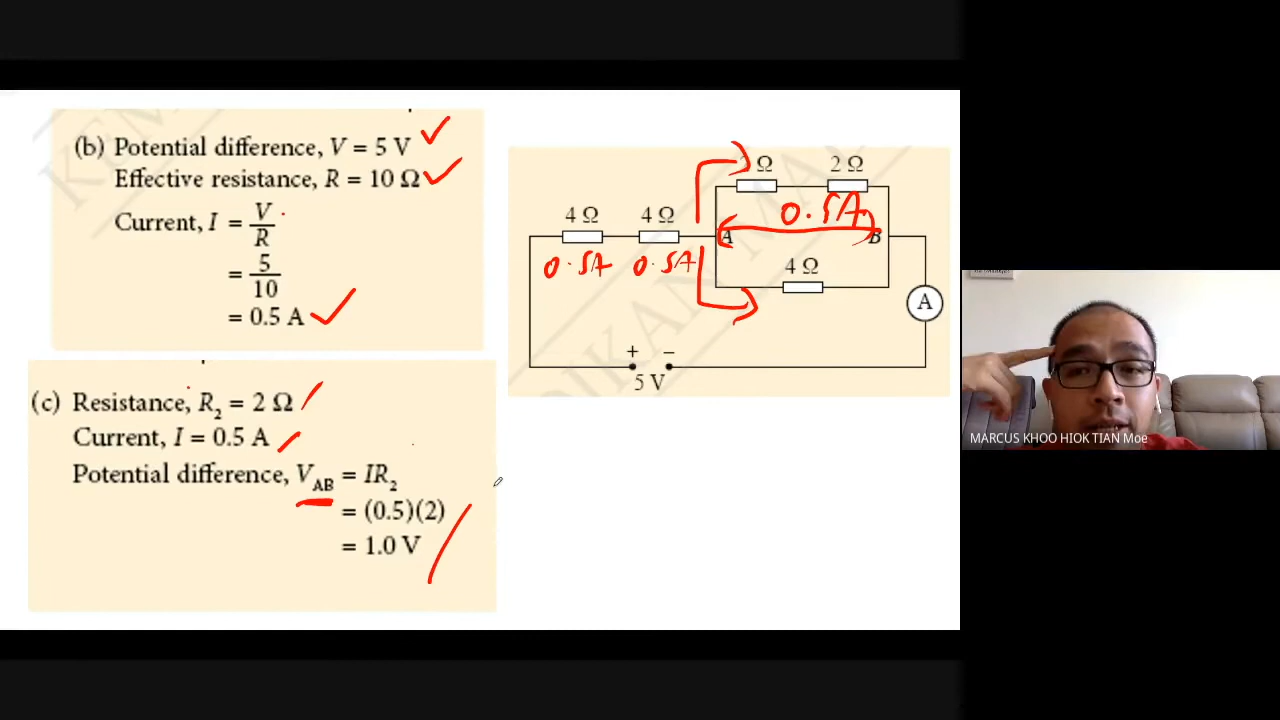 (b) Potential difference, V = 5 V
Effective resistance, R = 10 Ω
Current, I = V/R
= 5/10
= 0.5 A
(c) Resistance, R₂ = 2 Ω
Current, I = 0.5 A
Potential difference, V_AB = IR₂
= (0.5)(2)
= 1.0 V
Ω 2 Ω
0.5A
4 Ω 4 Ω
A B
0.5A 0.5A
4 Ω
A
+ −
5 V
MARCUS KHOO HIOK TIAN Moe